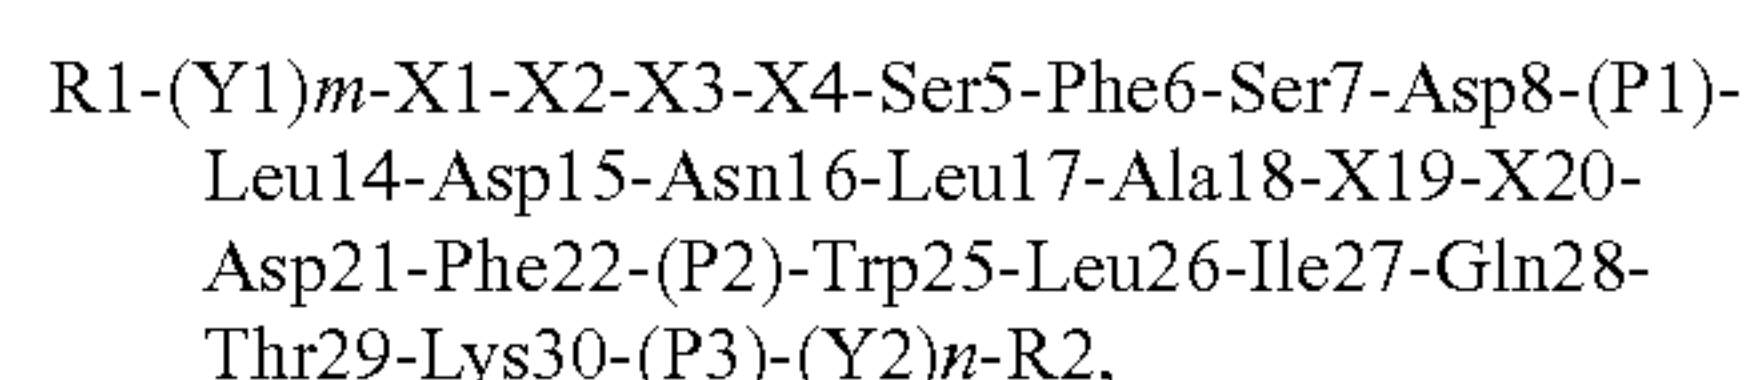 R1-(Y1)m-X1-X2-X3-X4-Ser5-Phe6-Ser7-Asp8-(P1)-
Leu14-Asp15-Asn16-Leu17-Ala18-X19-X20-
Asp21-Phe22-(P2)-Trp25-Leu26-Ile27-Gln28-
Thr29-Lys30-(P3)-(Y2)n-R2,